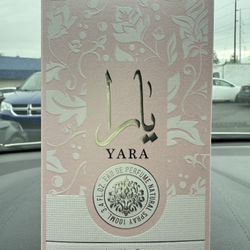 يارا
YARA
EAU DE PERFUME NATURAL SPRAY 100ML 3.4 FL.OZ.